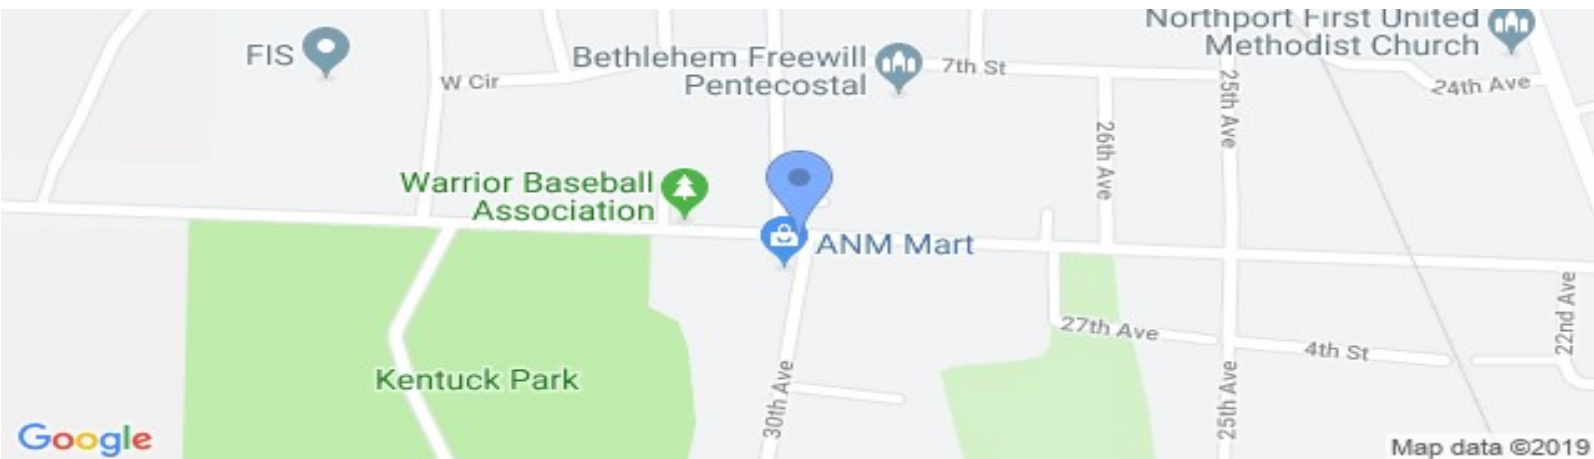 Northport First United
Methodist Church
FIS
Bethlehem Freewill
Pentecostal
7th St
W Cir
24th Ave
25th Ave
26th Ave
Warrior Baseball
Association
ANM Mart
22nd Ave
27th Ave
4th St
Kentuck Park
30th Ave
25th Ave
Google
Map data ©2019